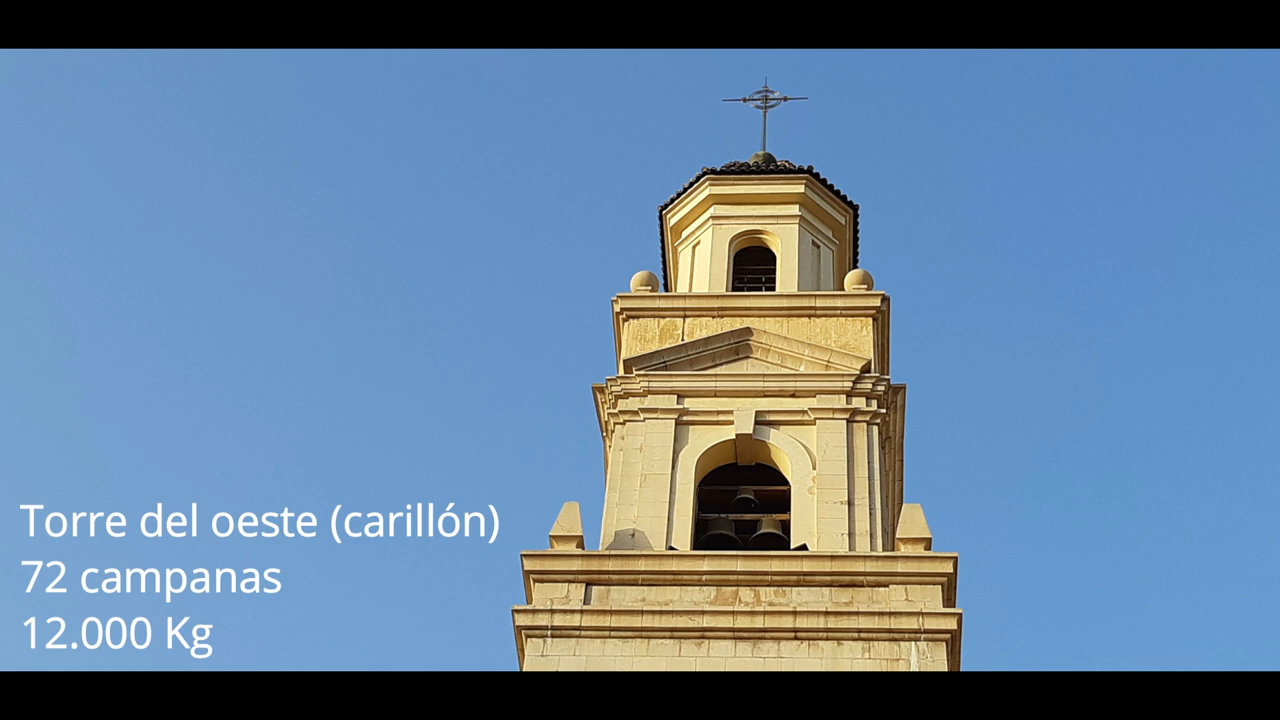 Torre del oeste (carillón)
72 campanas
12.000 Kg